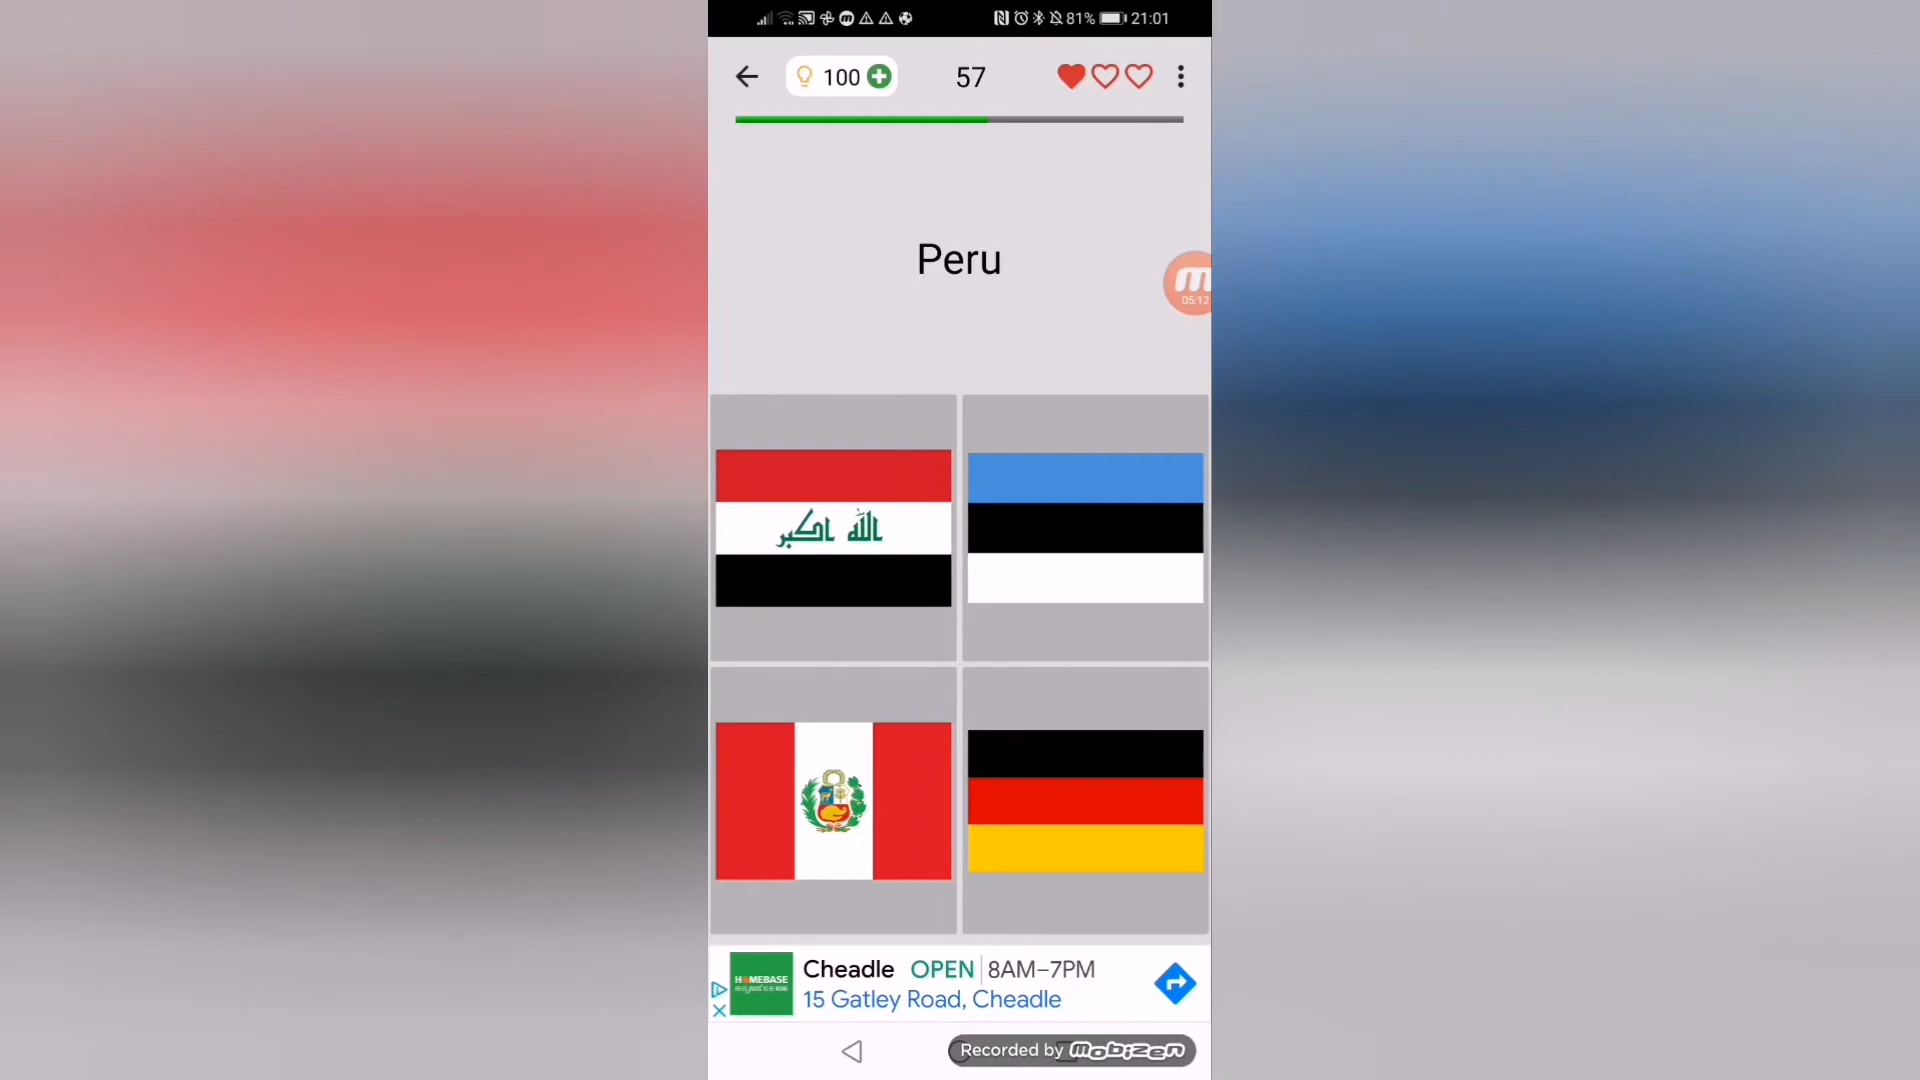 81% 21:01
100 57
Peru
05:12
الله اكبر
HOMEBASE
Cheadle OPEN 8AM–7PM
15 Gatley Road, Cheadle
Recorded by mobizen